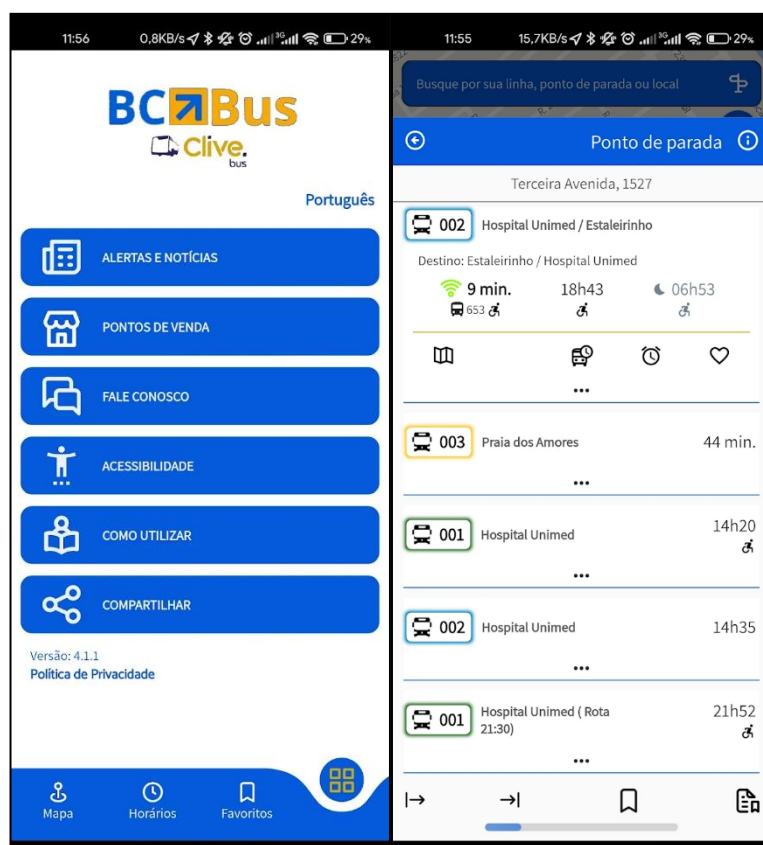 11:56 0,8KB/s 3G 29%
BC Bus
Clive.
bus
Português
ALERTAS E NOTÍCIAS
PONTOS DE VENDA
FALE CONOSCO
ACESSIBILIDADE
COMO UTILIZAR
COMPARTILHAR
Versão: 4.1.1
Política de Privacidade
Mapa Horários Favoritos
11:55 15,7KB/s 3G 29%
Busque por sua linha, ponto de parada ou local
Ponto de parada
Terceira Avenida, 1527
002 Hospital Unimed / Estaleirinho
Destino: Estaleirinho / Hospital Unimed
9 min. 18h43 06h53
653
003 Praia dos Amores 44 min.
001 Hospital Unimed 14h20
002 Hospital Unimed 14h35
001 Hospital Unimed ( Rota 21h52
21:30)